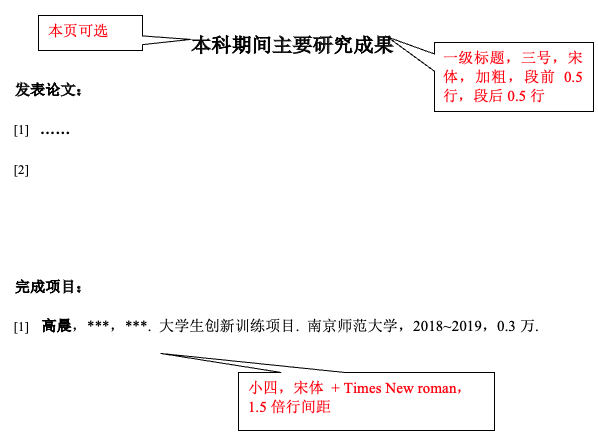 本页可选
本科期间主要研究成果
一级标题，三号，宋
体，加粗，段前 0.5
行，段后 0.5 行
发表论文：
[1] ……
[2]
完成项目：
[1] 高晨，***，***. 大学生创新训练项目. 南京师范大学，2018~2019，0.3 万.
小四，宋体 + Times New roman，
1.5 倍行间距